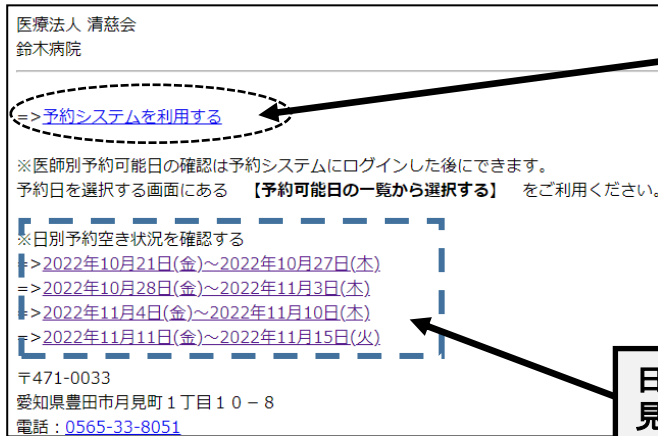 医療法人 清慈会
鈴木病院
=>予約システムを利用する
※医師別予約可能日の確認は予約システムにログインした後にできます。
予約日を選択する画面にある 【予約可能日の一覧から選択する】 をご利用ください。
※日別予約空き状況を確認する
=>2022年10月21日(金)～2022年10月27日(木)
=>2022年10月28日(金)～2022年11月3日(木)
=>2022年11月4日(金)～2022年11月10日(木)
=>2022年11月11日(金)～2022年11月15日(火)
〒471-0033
愛知県豊田市月見町１丁目１０－８
電話：0565-33-8051
日
見